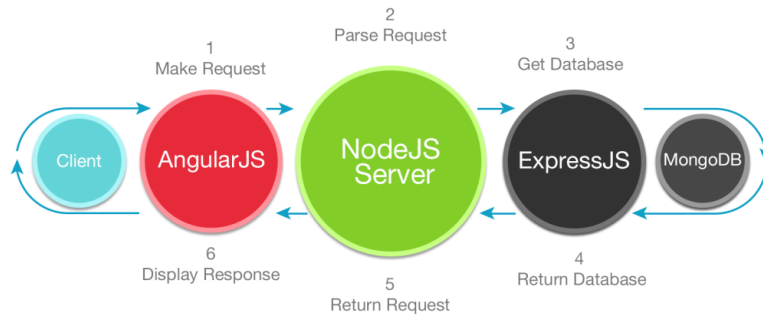 1
Make Request
2
Parse Request
3
Get Database
Client
AngularJS
NodeJS
Server
ExpressJS
MongoDB
6
Display Response
5
Return Request
4
Return Database